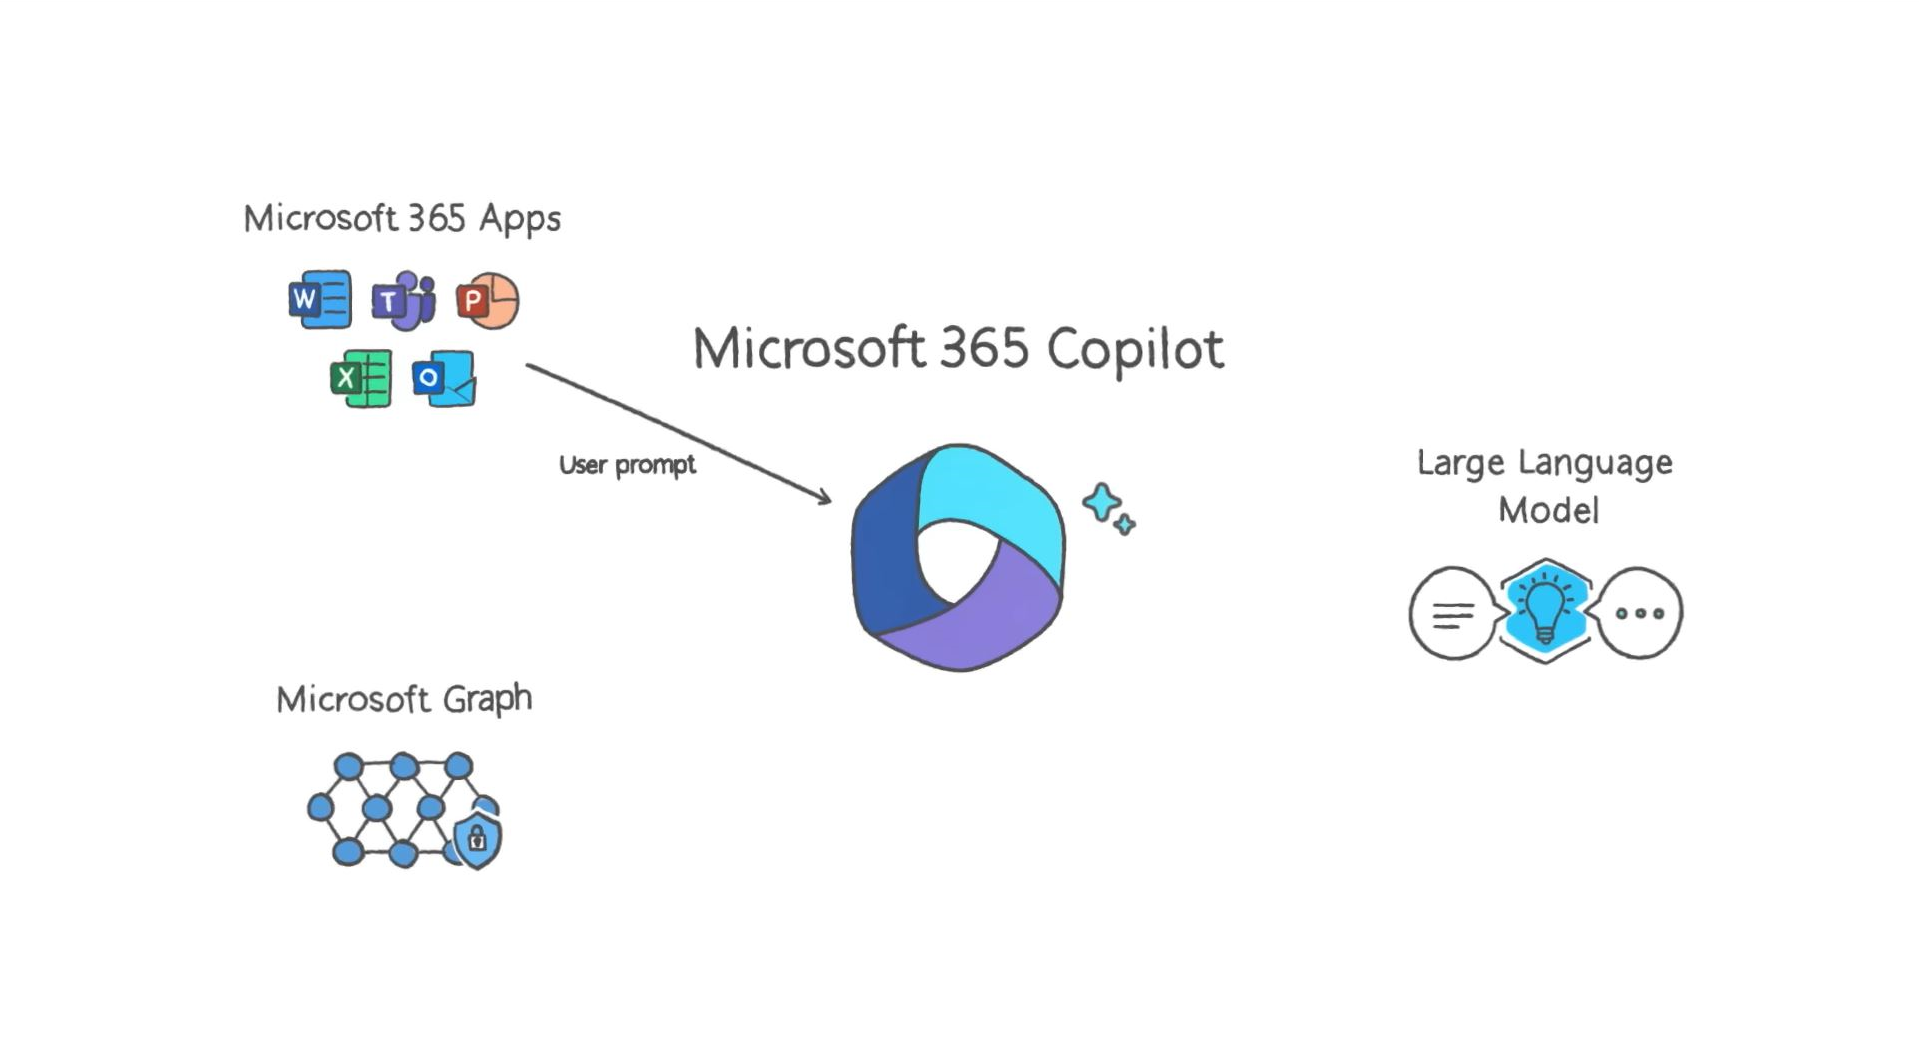 Microsoft 365 Apps
W
T
P
X
O
User prompt
Microsoft 365 Copilot
Large Language
Model
Microsoft Graph